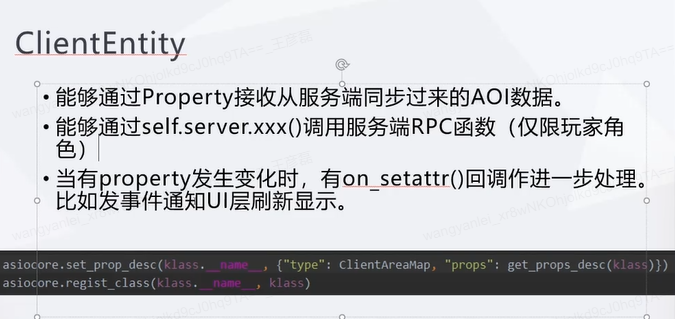 ClientEntity
• 能够通过Property接收从服务端同步过来的AOI数据。
• 能够通过self.server.xxx()调用服务端RPC函数（仅限玩家角
色）
• 当有property发生变化时，有on_setattr()回调作进一步处理。
比如发事件通知UI层刷新显示。
asiocore.set_prop_desc(klass.__name__, {"type": ClientAreaMap, "props": get_props_desc(klass)})
asiocore.regist_class(klass.__name__, klass)